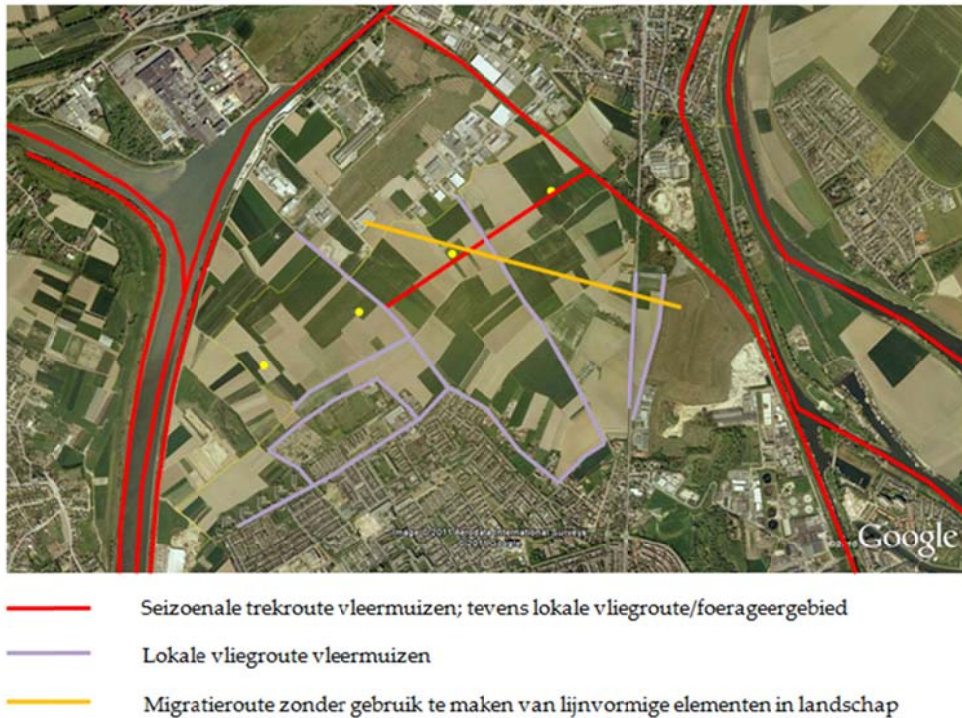 Google
Seizoenale trekroute vleermuizen; tevens lokale vliegroute/foerageergebied
Lokale vliegroute vleermuizen
Migratieroute zonder gebruik te maken van lijnvormige elementen in landschap